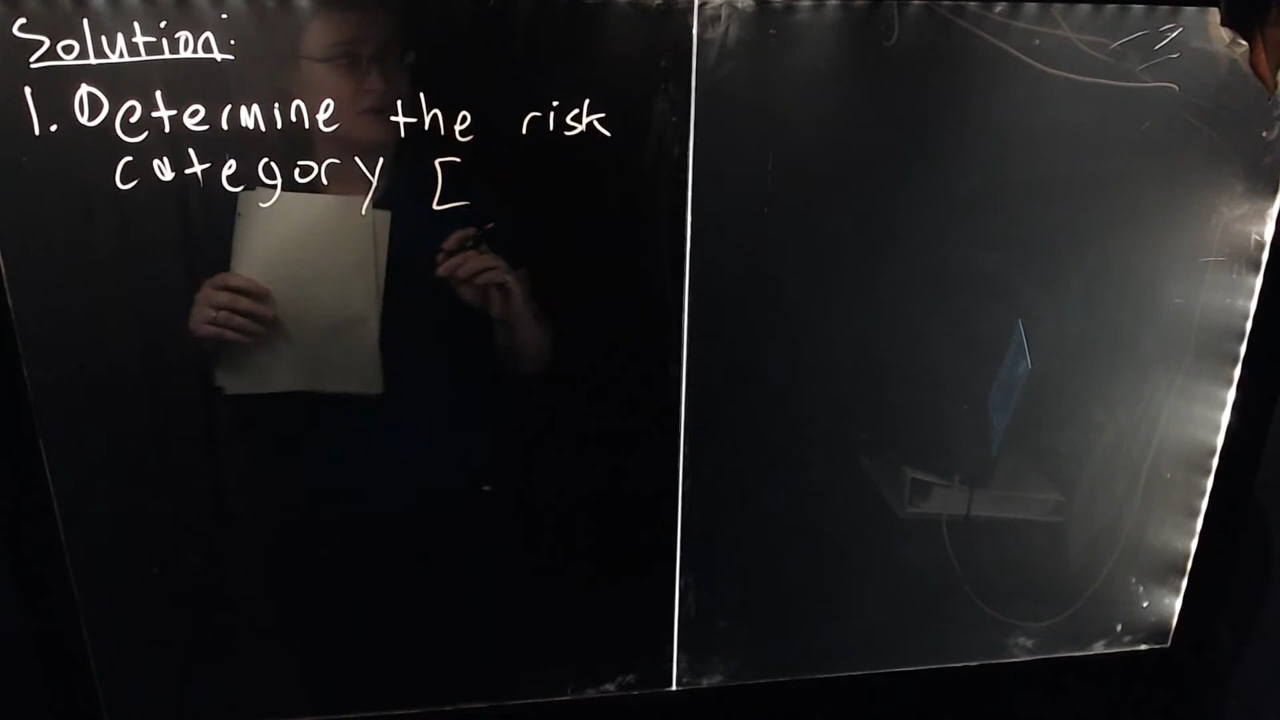 Solution:
1. Determine the risk
category [